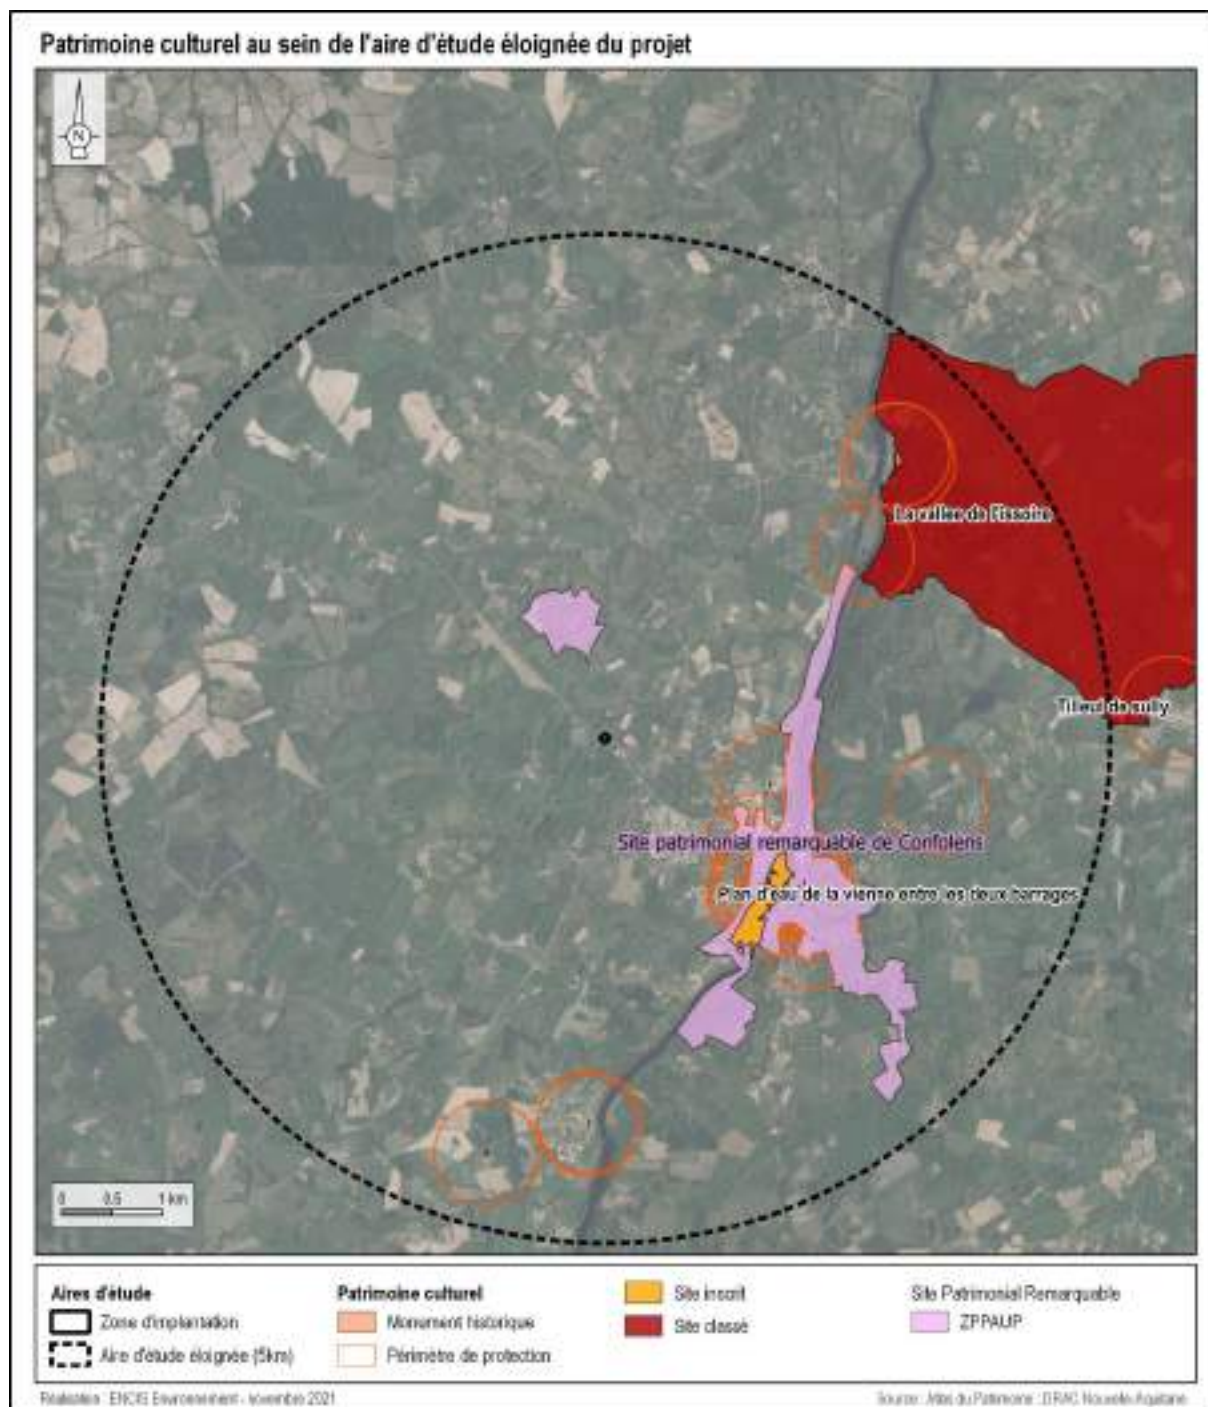 Patrimoine culturel au sein de l'aire d'étude éloignée du projet
N
La vallée de l'Issoire
Tilleul de sully
Site patrimonial remarquable de Confolens
Plan d'eau de la vienne entre les deux barrages
0 0.5 1 km
Aires d'étude
Zone d'implantation
Aire d'étude éloignée (5km)
Patrimoine culturel
Monument historique
Périmètre de protection
Site inscrit
Site classé
Site Patrimonial Remarquable
ZPPAUP
Réalisation : ENCIS Environnement - novembre 2021
Source : Atlas du Patrimoine : DRAC Nouvelle-Aquitaine